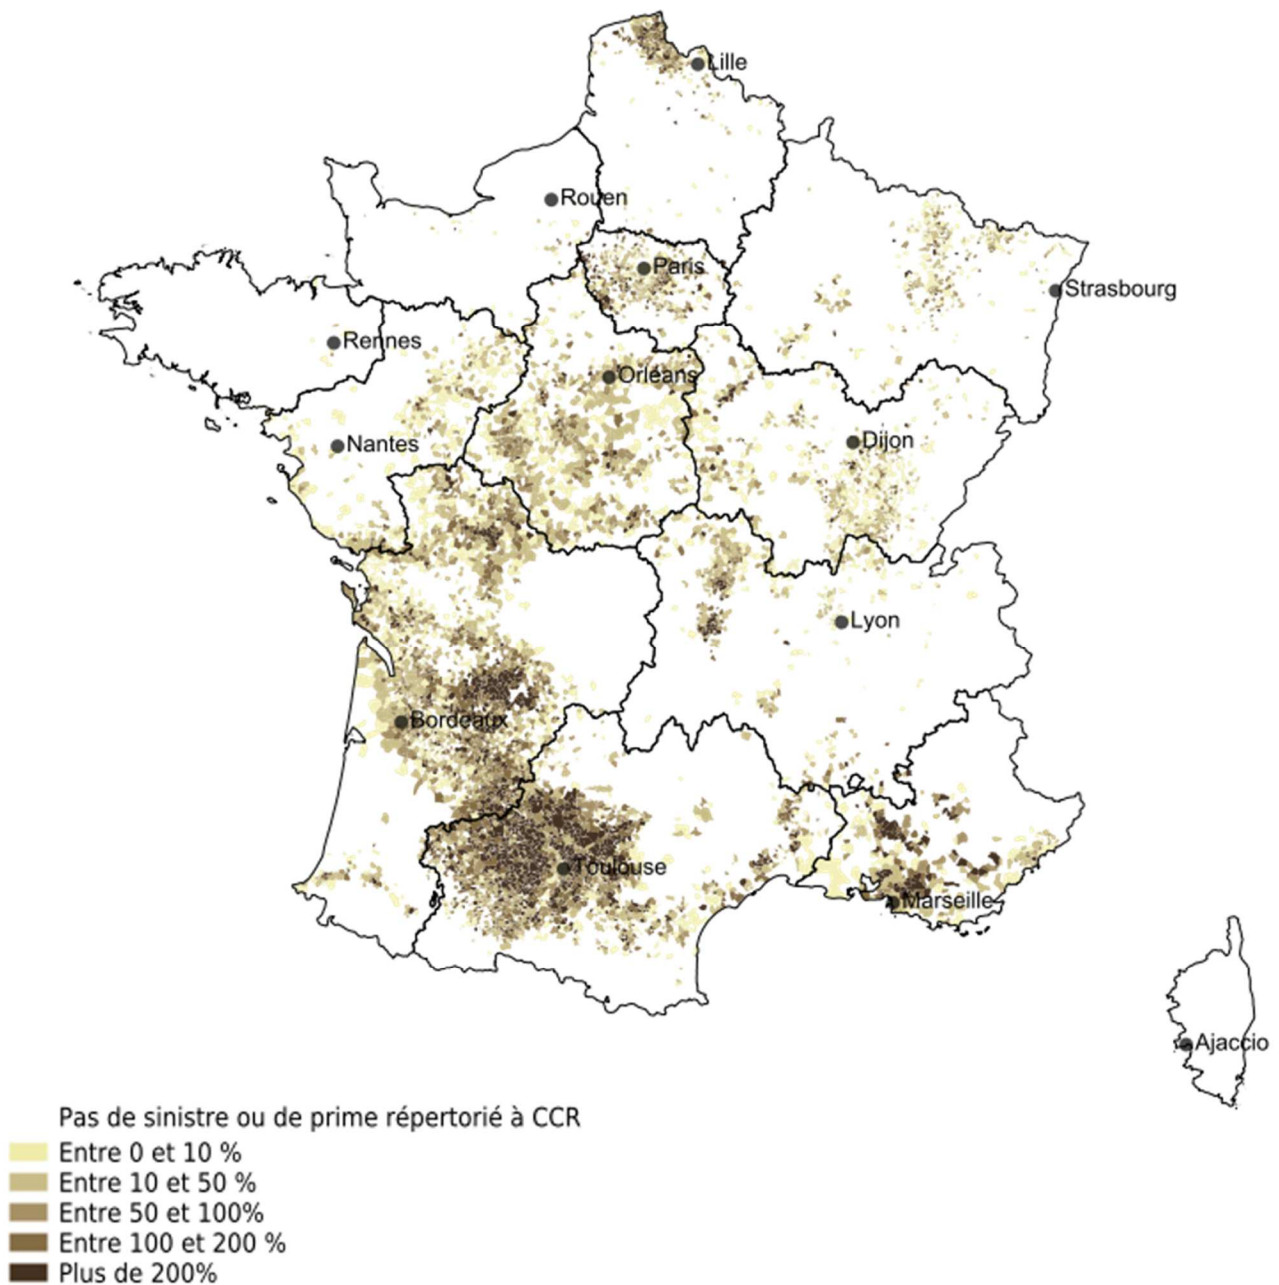 Lille
Rouen
Paris
Strasbourg
Rennes
Orléans
Dijon
Nantes
Lyon
Bordeaux
Toulouse
Marseille
Ajaccio
Pas de sinistre ou de prime répertorié à CCR
Entre 0 et 10 %
Entre 10 et 50 %
Entre 50 et 100%
Entre 100 et 200 %
Plus de 200%